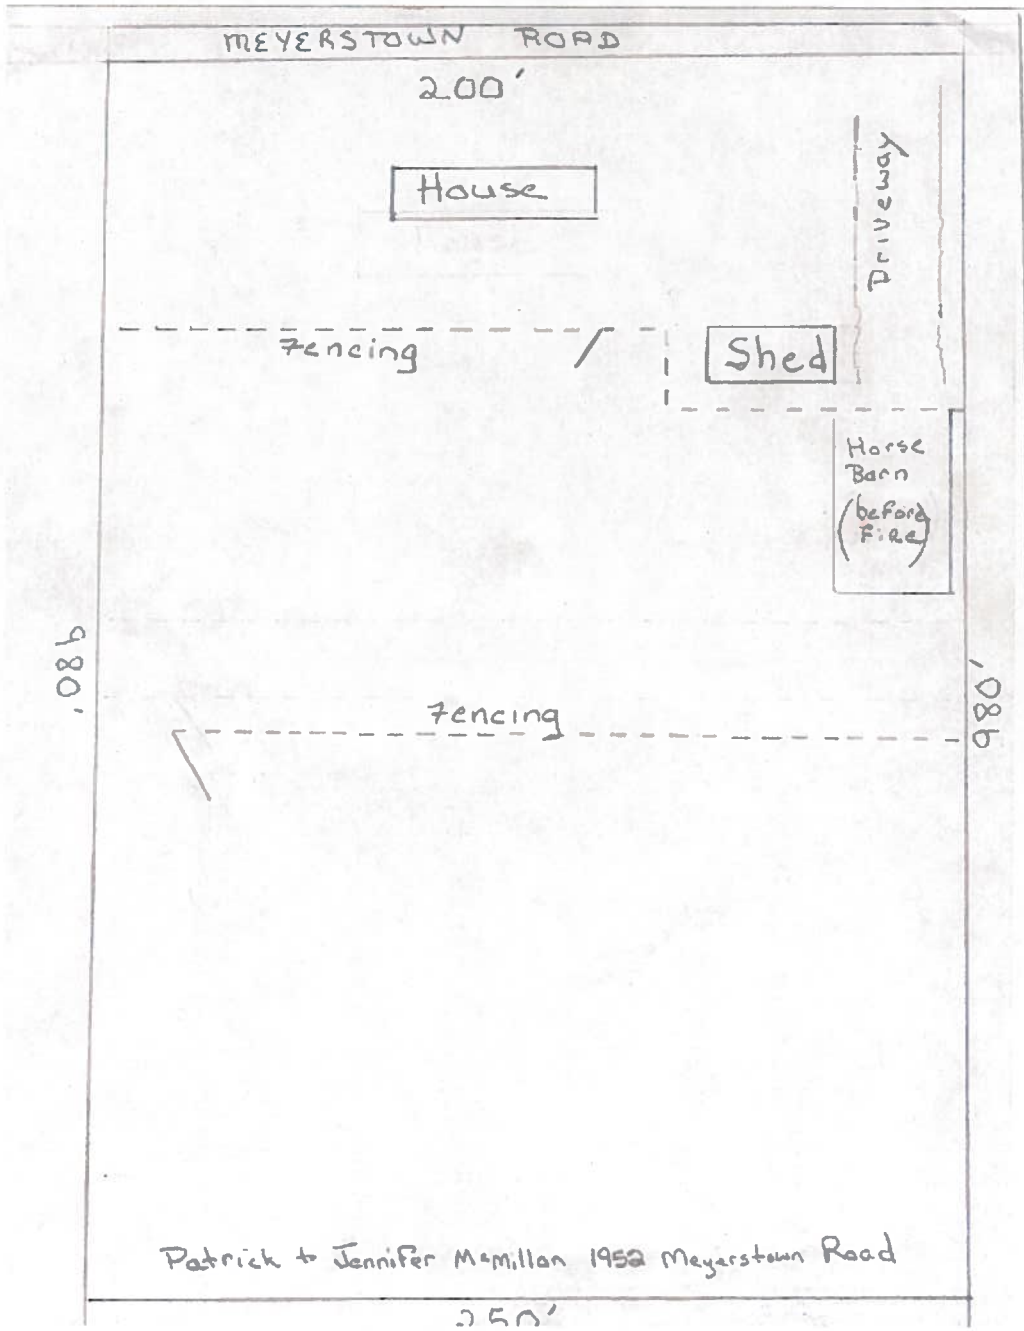 MEYERSTOWN ROAD
200'
House
Driveway
Fencing
Shed
Horse
Barn
(before
Fire)
480'
980'
Fencing
Patrick + Jennifer McMillan 1952 Meyerstown Road
250'